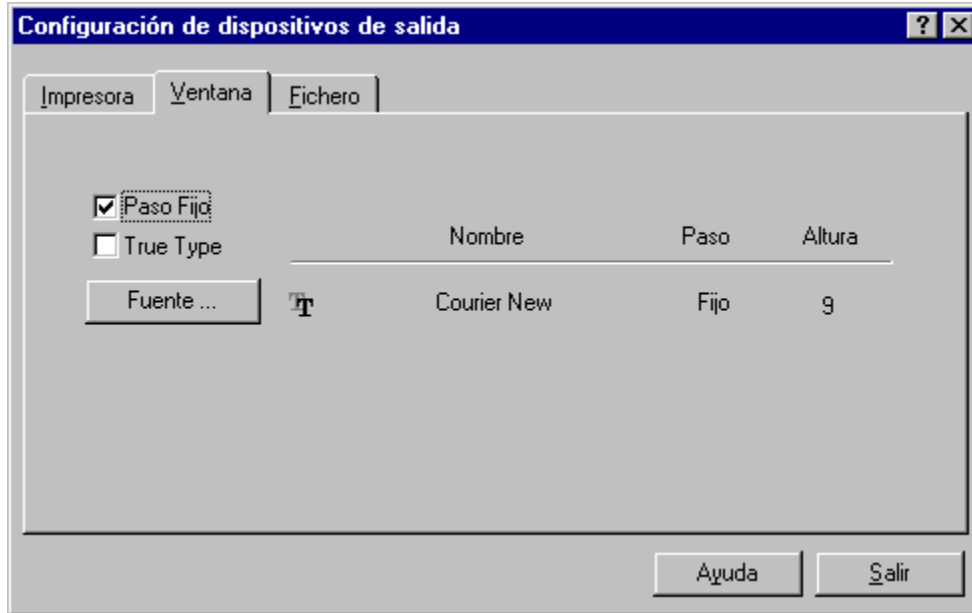 Configuración de dispositivos de salida
Impresora Ventana Fichero
Paso Fijo
True Type
Nombre Paso Altura
Fuente ... Courier New Fijo 9
Ayuda Salir